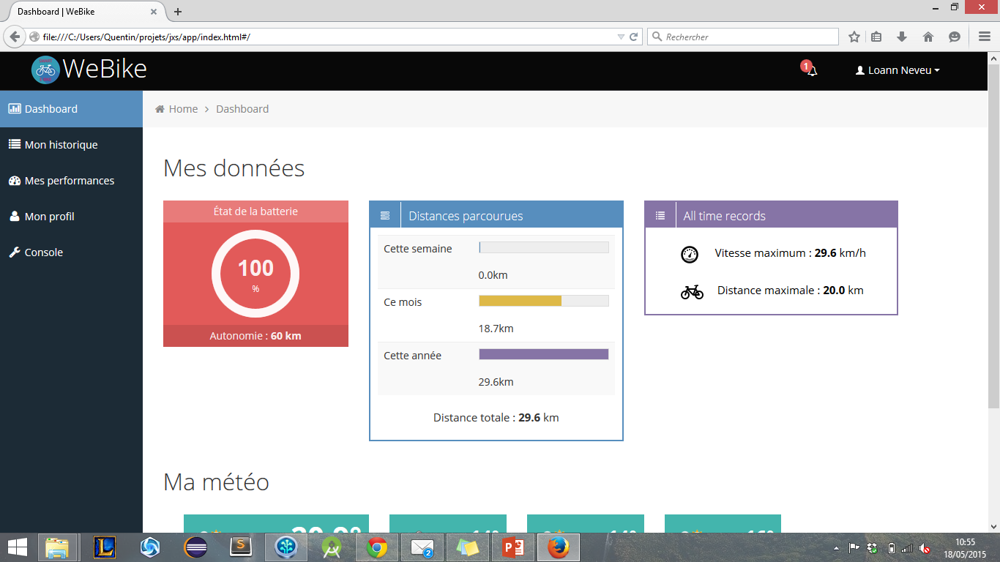 Dashboard | WeBike
file:///C:/Users/Quentin/projets/jxs/app/index.html#/
Rechercher
WeBike
1
Loann Neveu
Dashboard
Home > Dashboard
Mon historique
Mes performances
Mon profil
Console
Mes données
État de la batterie
100
%
Autonomie : 60 km
Distances parcourues
Cette semaine
0.0km
Ce mois
18.7km
Cette année
29.6km
Distance totale : 29.6 km
All time records
Vitesse maximum : 29.6 km/h
Distance maximale : 20.0 km
Ma météo
2
10:55
18/05/2015